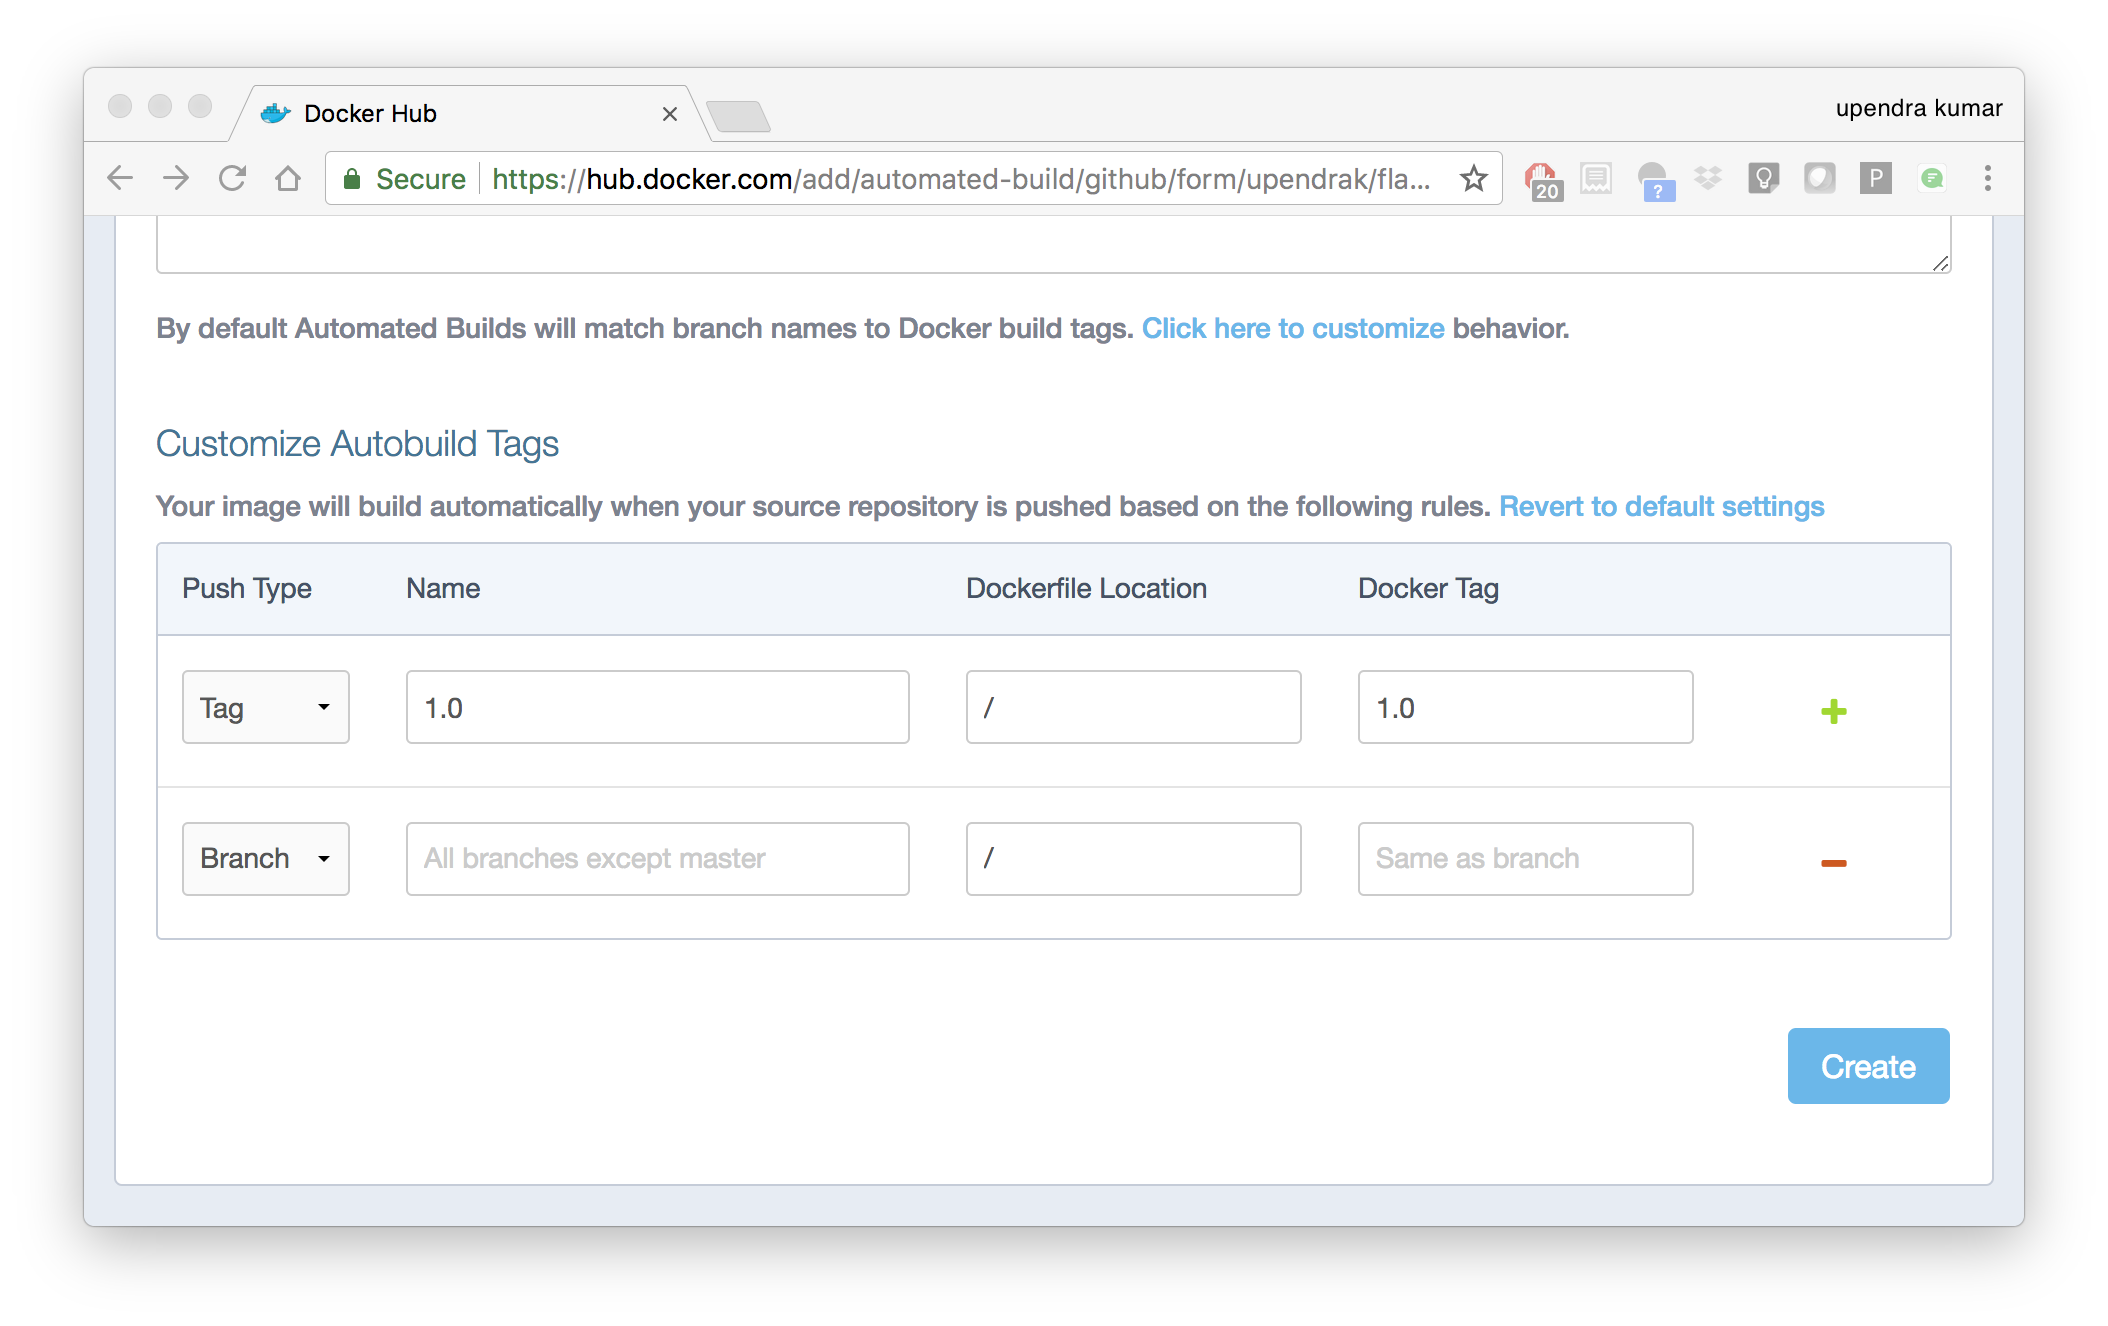 Docker Hub
upendra kumar
Secure https://hub.docker.com/add/automated-build/github/form/upendrak/fla...
20
?
P
By default Automated Builds will match branch names to Docker build tags. Click here to customize behavior.
Customize Autobuild Tags
Your image will build automatically when your source repository is pushed based on the following rules. Revert to default settings
Push Type Name Dockerfile Location Docker Tag
Tag 1.0 / 1.0
Branch All branches except master / Same as branch
Create